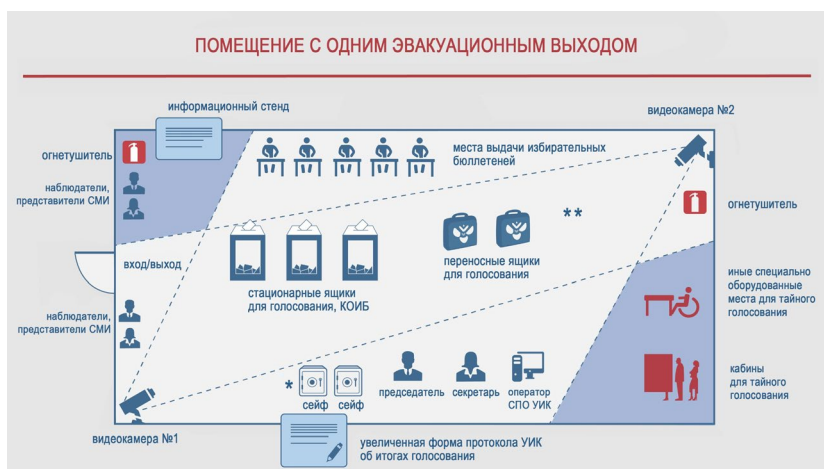 ПОМЕЩЕНИЕ С ОДНИМ ЭВАКУАЦИОННЫМ ВЫХОДОМ
информационный стенд
видеокамера №2
огнетушитель
места выдачи избирательных
бюллетеней
наблюдатели,
представители СМИ
огнетушитель
**
вход/выход
переносные ящики
для голосования
стационарные ящики
для голосования, КОИБ
иные специально
оборудованные
места для тайного
голосования
наблюдатели,
представители СМИ
кабины
для тайного
голосования
*
сейф
сейф
председатель
секретарь
оператор
СПО УИК
видеокамера №1
увеличенная форма протокола УИК
об итогах голосования